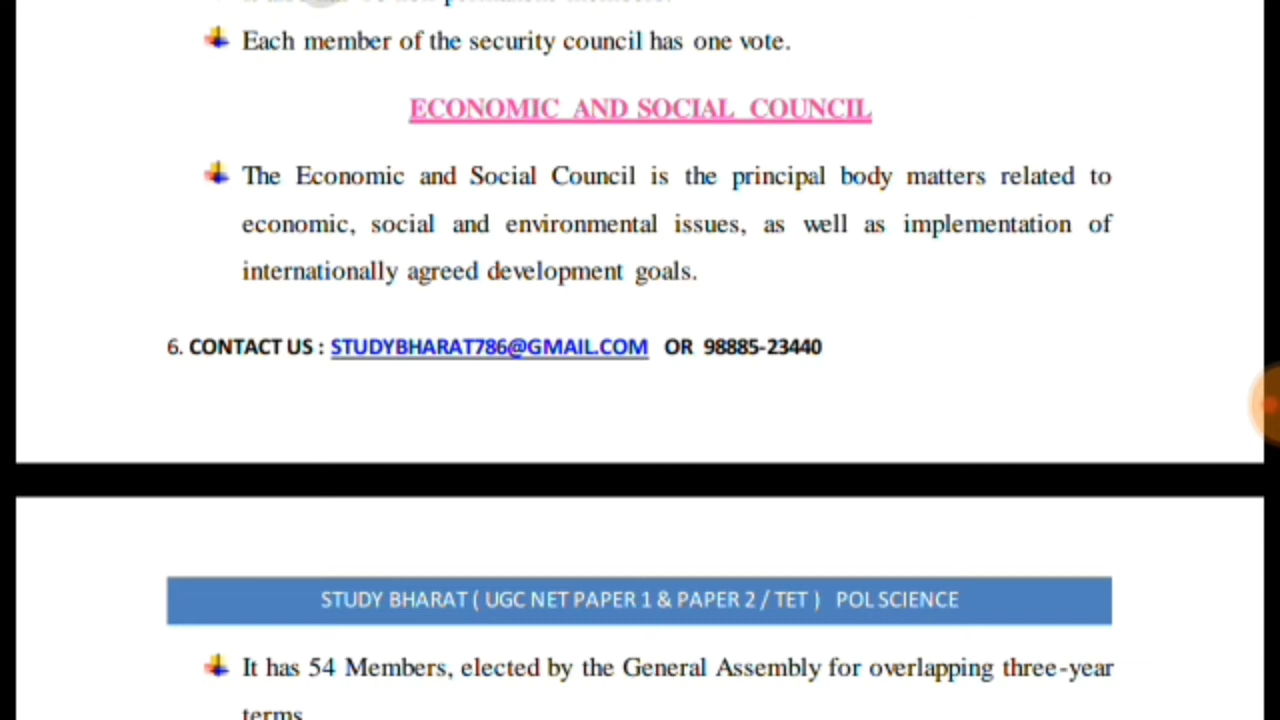 Each member of the security council has one vote.
ECONOMIC AND SOCIAL COUNCIL
The Economic and Social Council is the principal body matters related to
economic, social and environmental issues, as well as implementation of
internationally agreed development goals.
6. CONTACT US : STUDYBHARAT786@GMAIL.COM OR 98885-23440
STUDY BHARAT ( UGC NET PAPER 1 & PAPER 2 / TET ) POL SCIENCE
It has 54 Members, elected by the General Assembly for overlapping three-year
terms